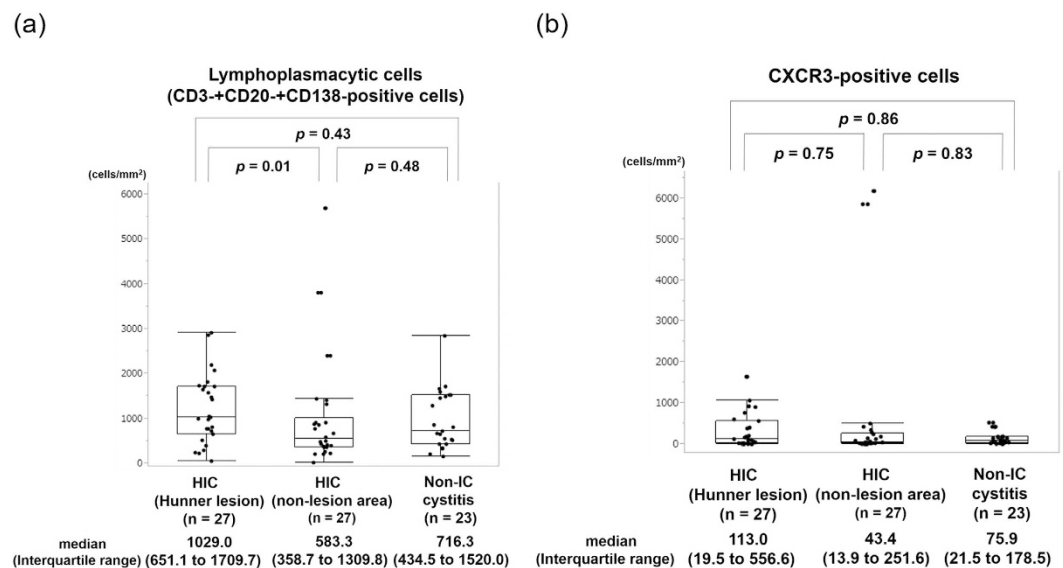 (a)
Lymphoplasmacytic cells
(CD3-+CD20-+CD138-positive cells)
p = 0.43
p = 0.01 p = 0.48
(cells/mm²)
6000
5000
4000
3000
2000
1000
0
HIC
(Hunner lesion)
(n = 27)
HIC
(non-lesion area)
(n = 27)
Non-IC
cystitis
(n = 23)
median 1029.0 583.3 716.3
(Interquartile range) (651.1 to 1709.7) (358.7 to 1309.8) (434.5 to 1520.0)
(b)
CXCR3-positive cells
p = 0.86
p = 0.75 p = 0.83
(cells/mm²)
6000
5000
4000
3000
2000
1000
0
HIC
(Hunner lesion)
(n = 27)
HIC
(non-lesion area)
(n = 27)
Non-IC
cystitis
(n = 23)
median 113.0 43.4 75.9
(Interquartile range) (19.5 to 556.6) (13.9 to 251.6) (21.5 to 178.5)